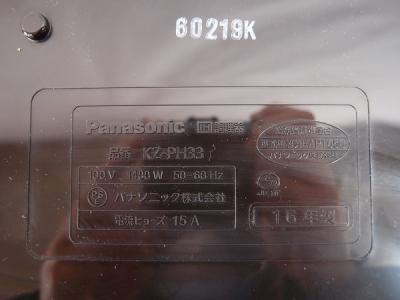 60219K
Panasonic IH調理器
品番 KZ-PH33
100V 1400W 50-60Hz
パナソニック株式会社
電流ヒューズ 15A
16年製